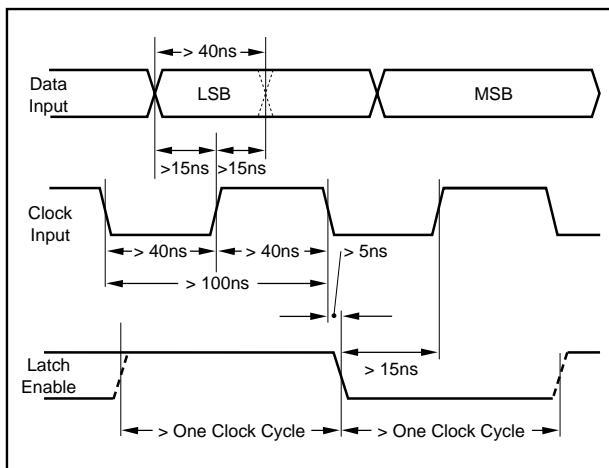 > 40ns
Data
Input
LSB
MSB
>15ns
>15ns
Clock
Input
> 40ns
> 40ns
> 5ns
> 100ns
Latch
Enable
> 15ns
> One Clock Cycle
> One Clock Cycle